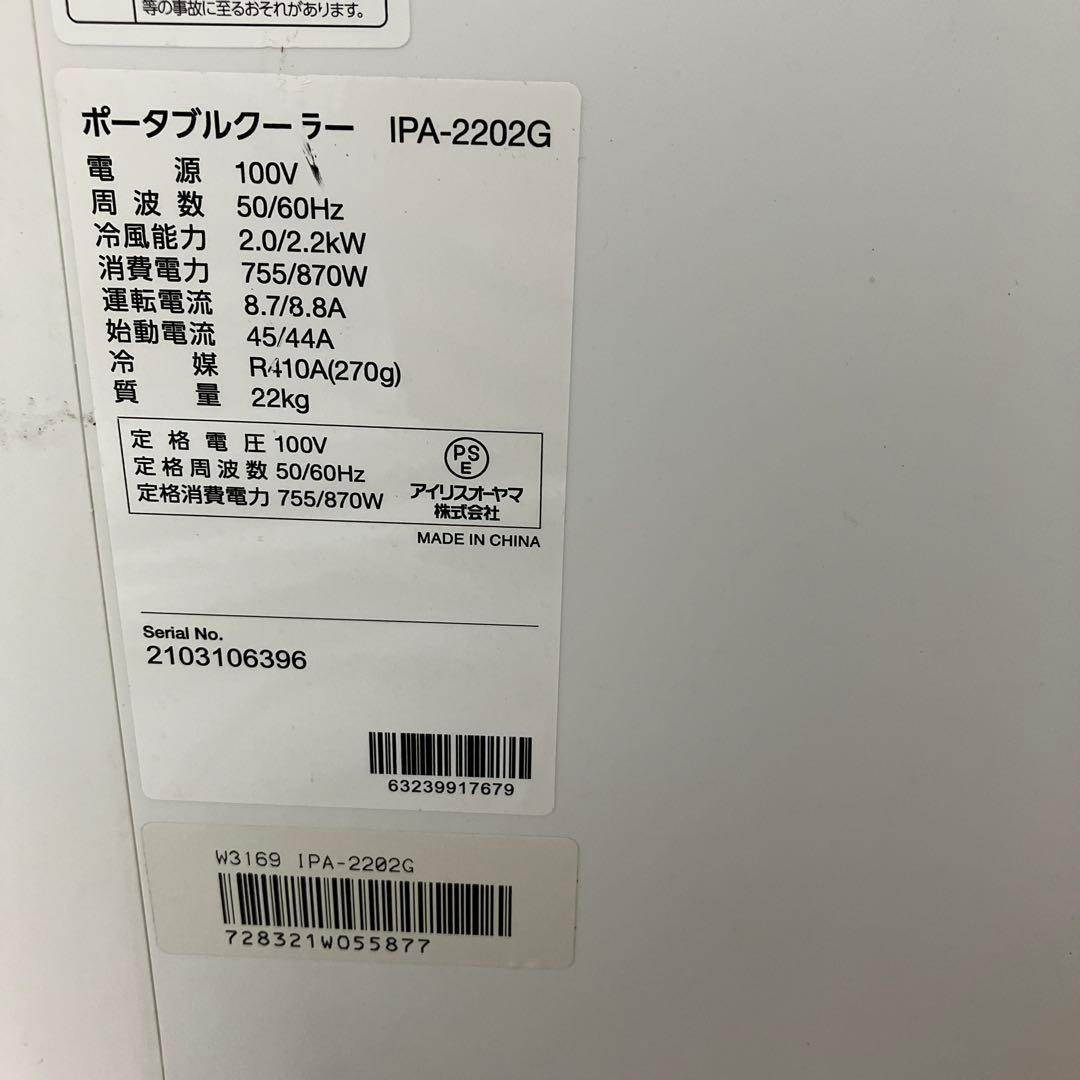 等の事故に至るおそれがあります。
ポータブルクーラー IPA-2202G
電源 100V
周波数 50/60Hz
冷風能力 2.0/2.2kW
消費電力 755/870W
運転電流 8.7/8.8A
始動電流 45/44A
冷媒 R410A(270g)
質量 22kg
定格電圧 100V
定格周波数 50/60Hz
定格消費電力 755/870W
PS
E
アイリスオーヤマ
株式会社
MADE IN CHINA
Serial No.
2103106396
63239917679
W3169 IPA-2202G
728321W055877